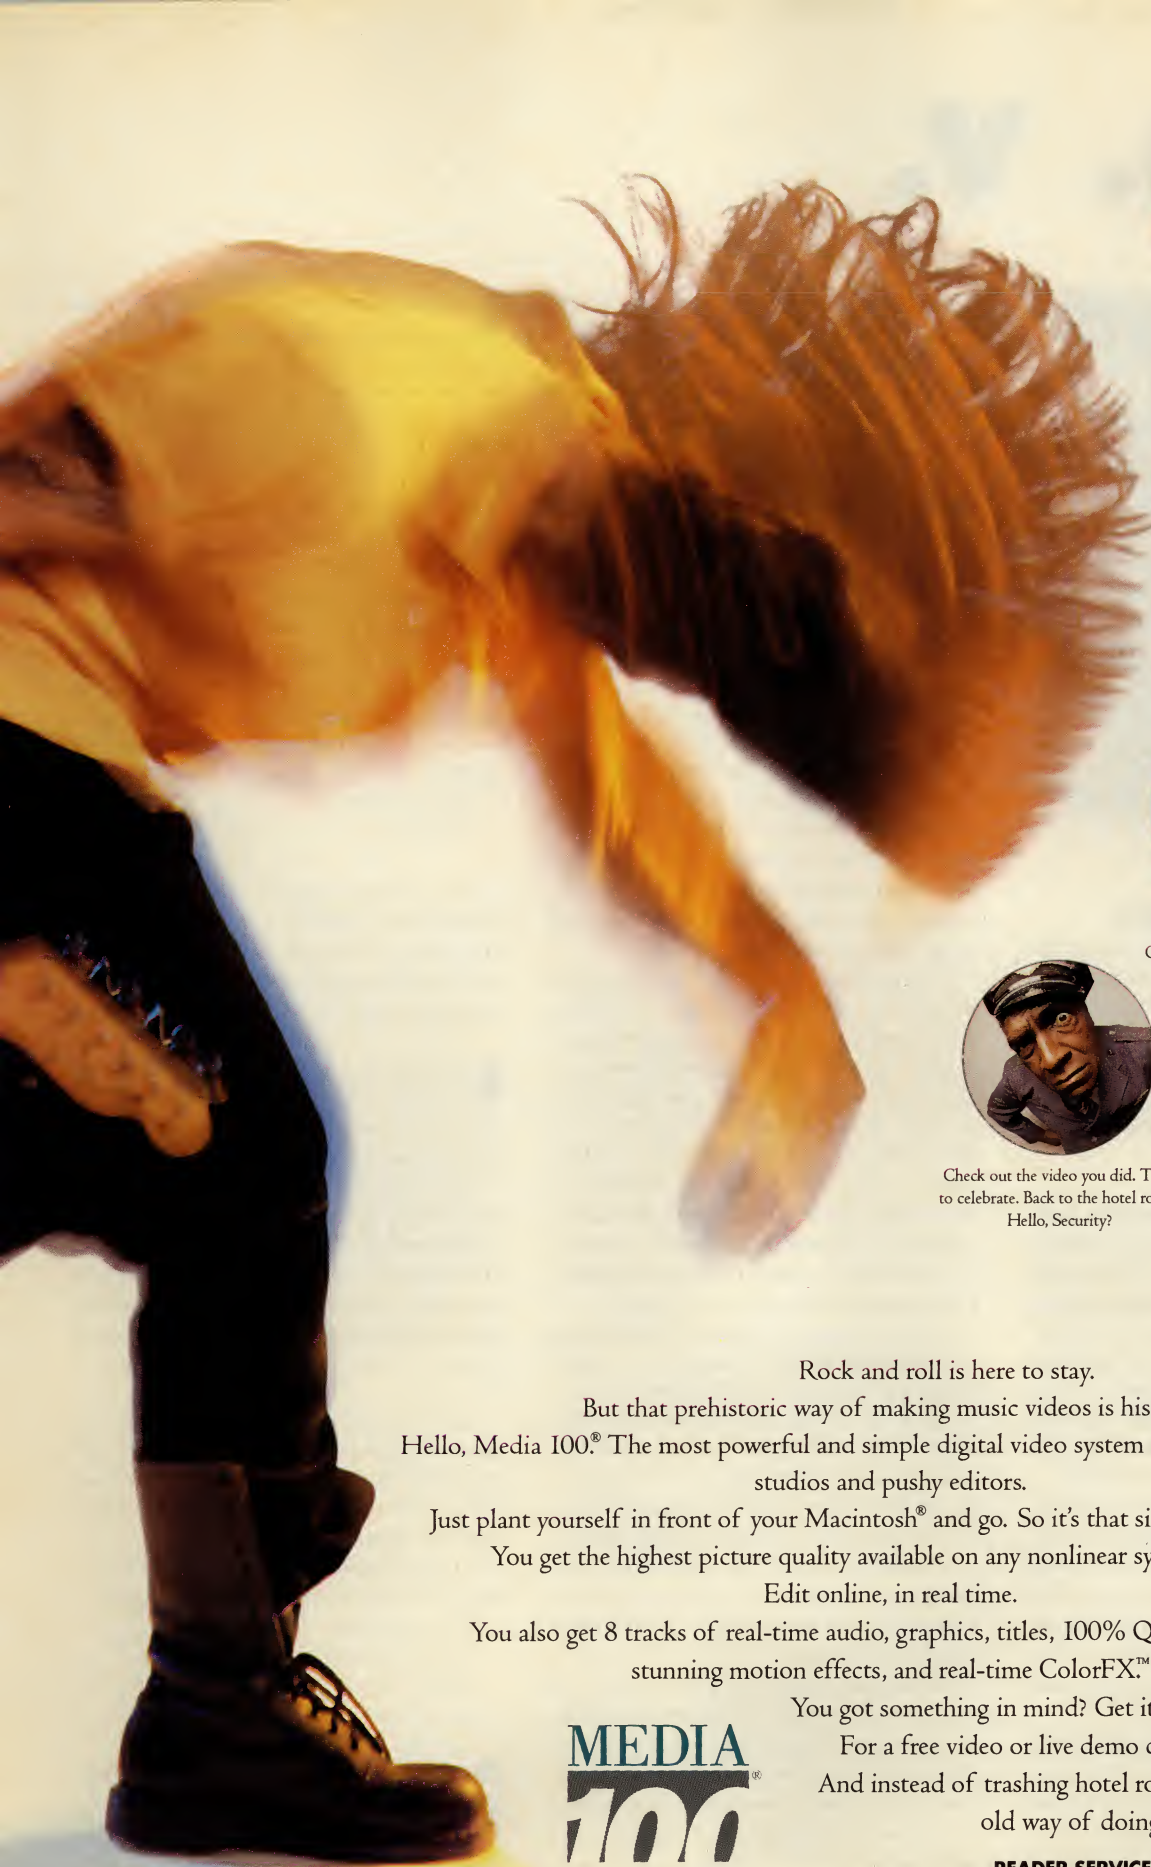 Check out the video you did. T
to celebrate. Back to the hotel ro
Hello, Security?
Rock and roll is here to stay.
But that prehistoric way of making music videos is his
Hello, Media 100.® The most powerful and simple digital video system
studios and pushy editors.
Just plant yourself in front of your Macintosh® and go. So it's that si
You get the highest picture quality available on any nonlinear sy
Edit online, in real time.
You also get 8 tracks of real-time audio, graphics, titles, 100% Q
stunning motion effects, and real-time ColorFX.™
You got something in mind? Get it
For a free video or live demo c
And instead of trashing hotel ro
old way of doing
MEDIA
100®
READER SERVICE